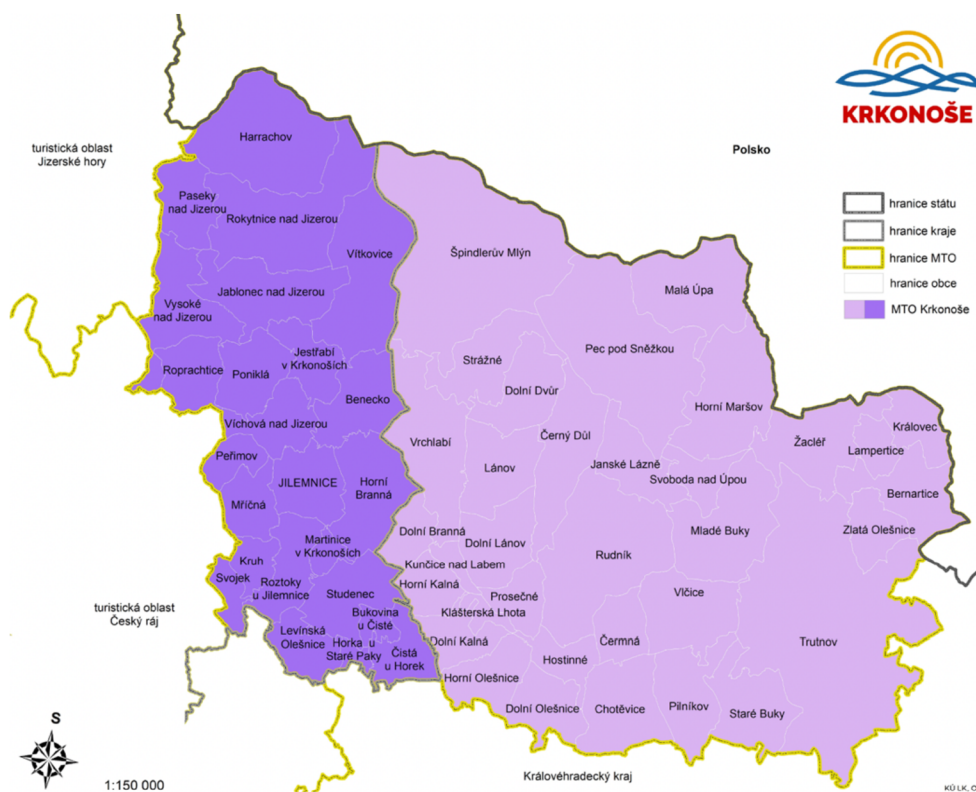 KRKONOŠE
turistická oblast
Jizerské hory
Polsko
Harrachov
Paseky
nad Jizerou
Rokytnice nad Jizerou
Vítkovice
Špindlerův Mlýn
Malá Úpa
hranice státu
hranice kraje
hranice MTO
hranice obce
MTO Krkonoše
Jablonec nad Jizerou
Vysoké
nad Jizerou
Jestřabí
v Krkonoších
Roprachtice
Poniklá
Benecko
Strážné
Pec pod Sněžkou
Dolní Dvůr
Horní Maršov
Víchová nad Jizerou
Vrchlabí
Černý Důl
Žacléř
Královec
Lampertice
Peřimov
Lánov
Janské Lázně
Svoboda nad Úpou
JILEMNICE
Horní
Branná
Bernartice
Mříčná
Dolní Branná
Mladé Buky
Zlatá Olešnice
Martinice
v Krkonoších
Dolní Lánov
Rudník
Kruh
Kunčice nad Labem
Svojek
Roztoky
u Jilemnice
Horní Kalná
Studenec
Prosečné
Vlčice
turistická oblast
Český ráj
Bukovina
u Čisté
Klášterská Lhota
Levínská
Olešnice
Horka u
Staré Paky
Čistá
u Horek
Dolní Kalná
Čermná
Trutnov
Hostinné
Horní Olešnice
Dolní Olešnice
Chotěvice
Pilníkov
Staré Buky
S
Královéhradecký kraj
1:150 000
KÚ LK,